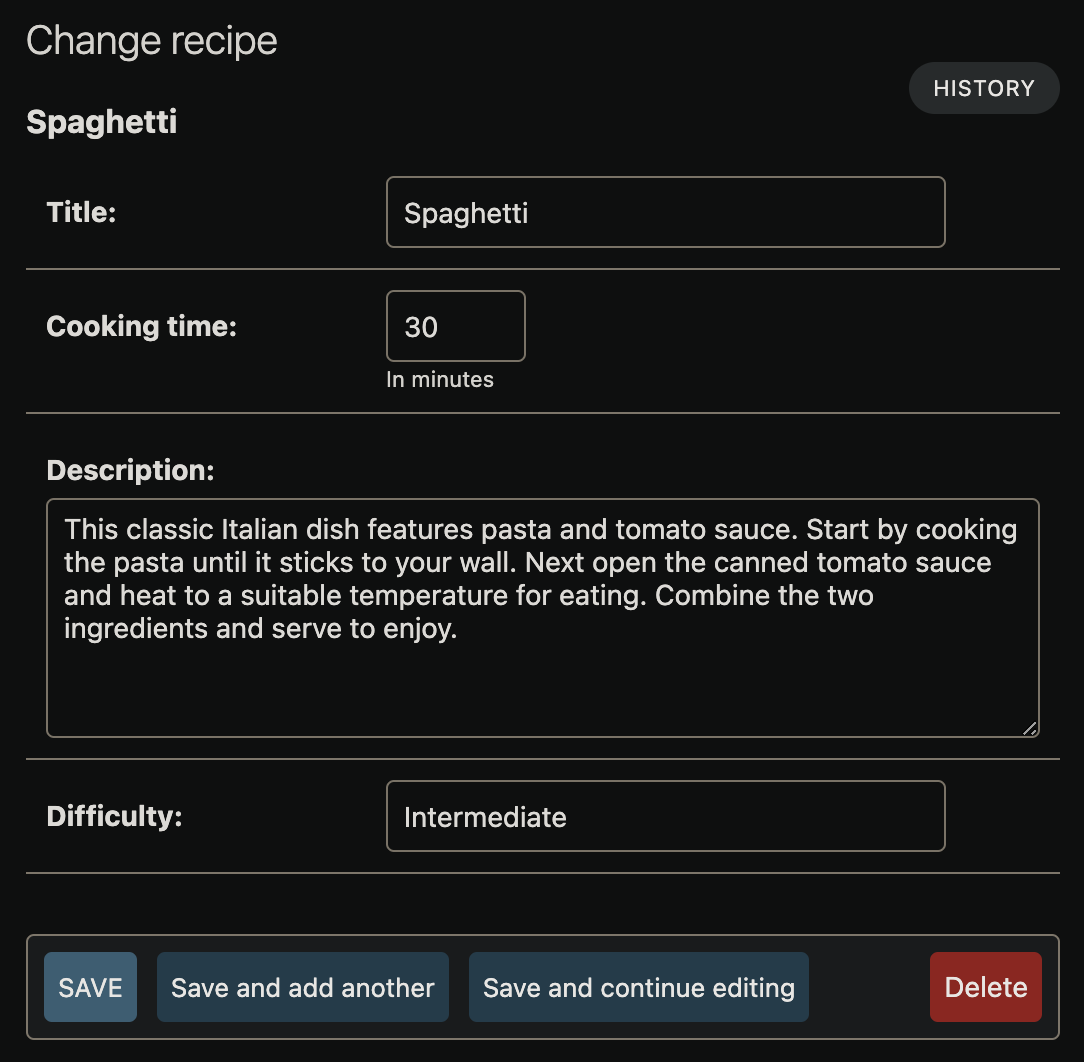 Change recipe
HISTORY
Spaghetti
Title:
Spaghetti
Cooking time:
30
In minutes
Description:
This classic Italian dish features pasta and tomato sauce. Start by cooking
the pasta until it sticks to your wall. Next open the canned tomato sauce
and heat to a suitable temperature for eating. Combine the two
ingredients and serve to enjoy.
Difficulty:
Intermediate
SAVE
Save and add another
Save and continue editing
Delete